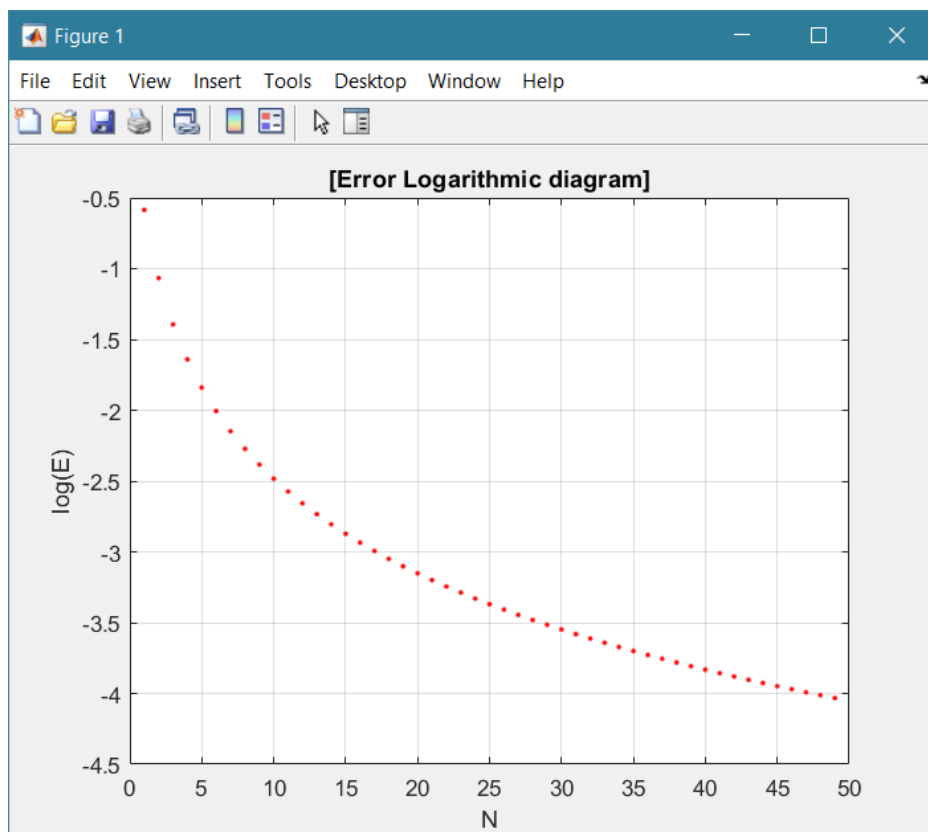 Figure 1
File Edit View Insert Tools Desktop Window Help
[Error Logarithmic diagram]
-0.5
-1
-1.5
-2
-2.5
-3
-3.5
-4
-4.5
log(E)
0 5 10 15 20 25 30 35 40 45 50
N